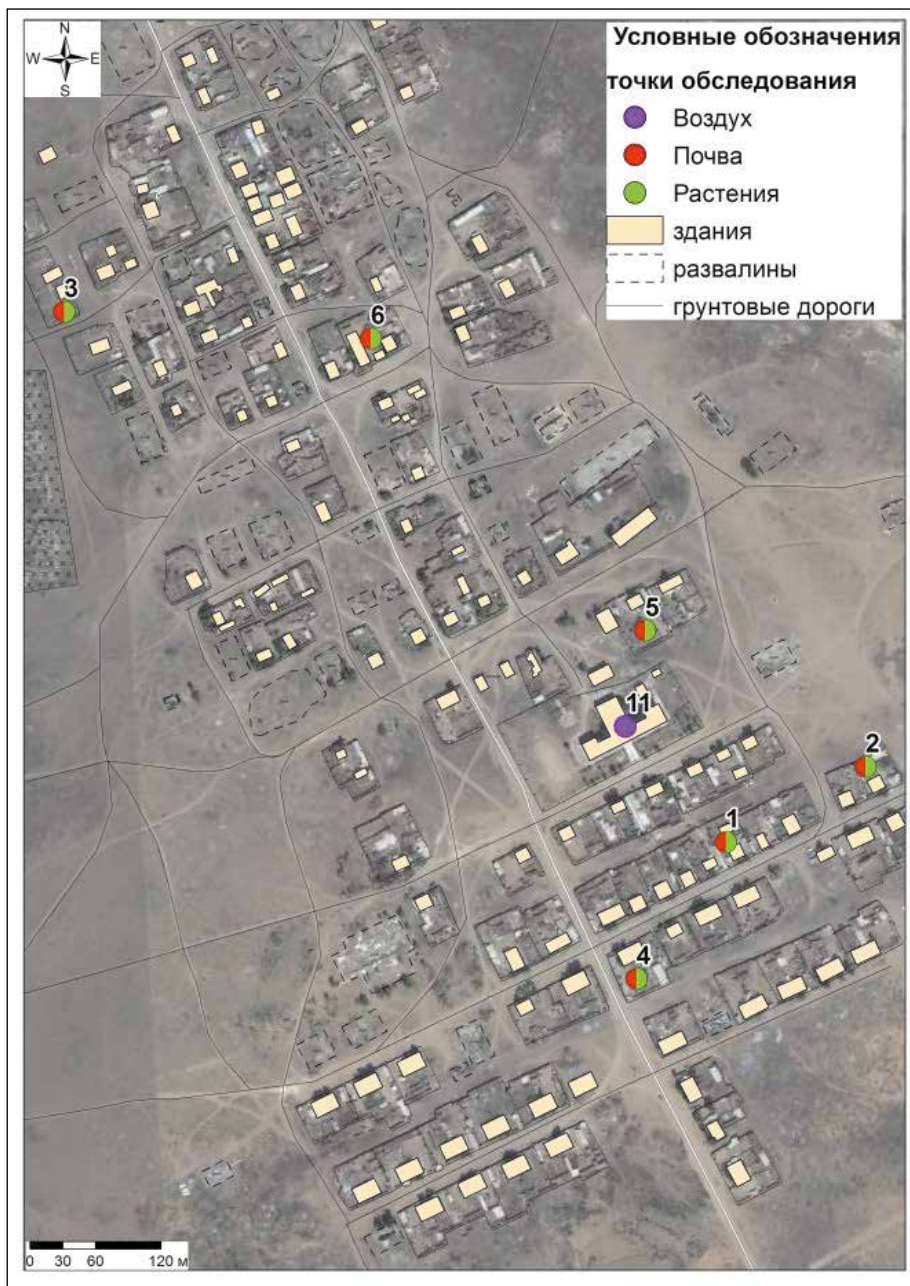 N
W E
S
Условные обозначения
точки обследования
Воздух
Почва
Растения
здания
развалины
грунтовые дороги
3
6
5
11
2
1
4
0 30 60 120 м